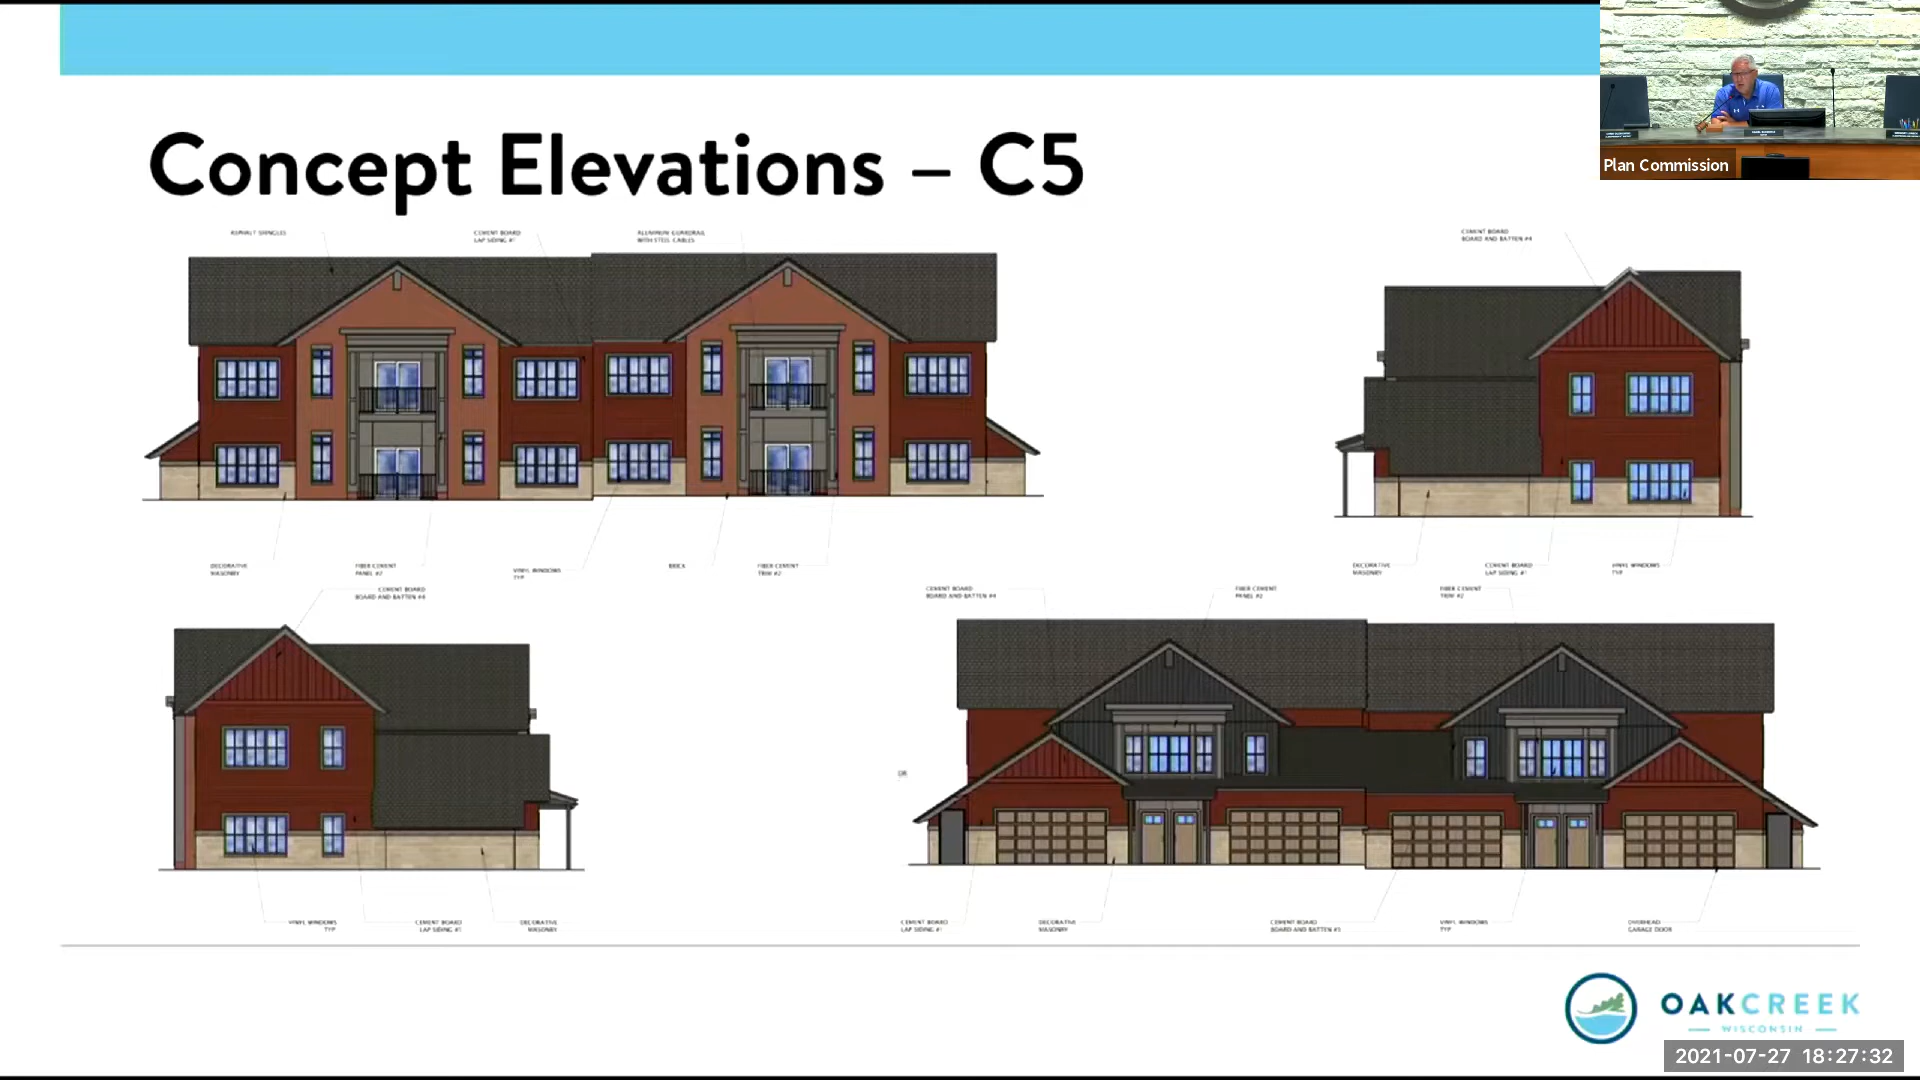 Plan Commission
Concept Elevations – C5
ASPHALT SHINGLES
CEMENT BOARD
LAP SIDING #1
ALUMINUM GUARDRAIL
WITH STEEL CABLES
CEMENT BOARD
BOARD AND BATTEN #4
DECORATIVE
MASONRY
FIBER CEMENT
PANEL #2
VINYL WINDOWS
TYP
BRICK
FIBER CEMENT
TRIM #2
DECORATIVE
MASONRY
CEMENT BOARD
LAP SIDING #1
VINYL WINDOWS
TYP
CEMENT BOARD
BOARD AND BATTEN #4
CEMENT BOARD
BOARD AND BATTEN #4
FIBER CEMENT
PANEL #2
FIBER CEMENT
TRIM #2
VINYL WINDOWS
TYP
CEMENT BOARD
LAP SIDING #1
DECORATIVE
MASONRY
CEMENT BOARD
LAP SIDING #1
DECORATIVE
MASONRY
CEMENT BOARD
BOARD AND BATTEN #3
VINYL WINDOWS
TYP
OVERHEAD
GARAGE DOOR
OAKCREEK
WISCONSIN
2021-07-27 18:27:32